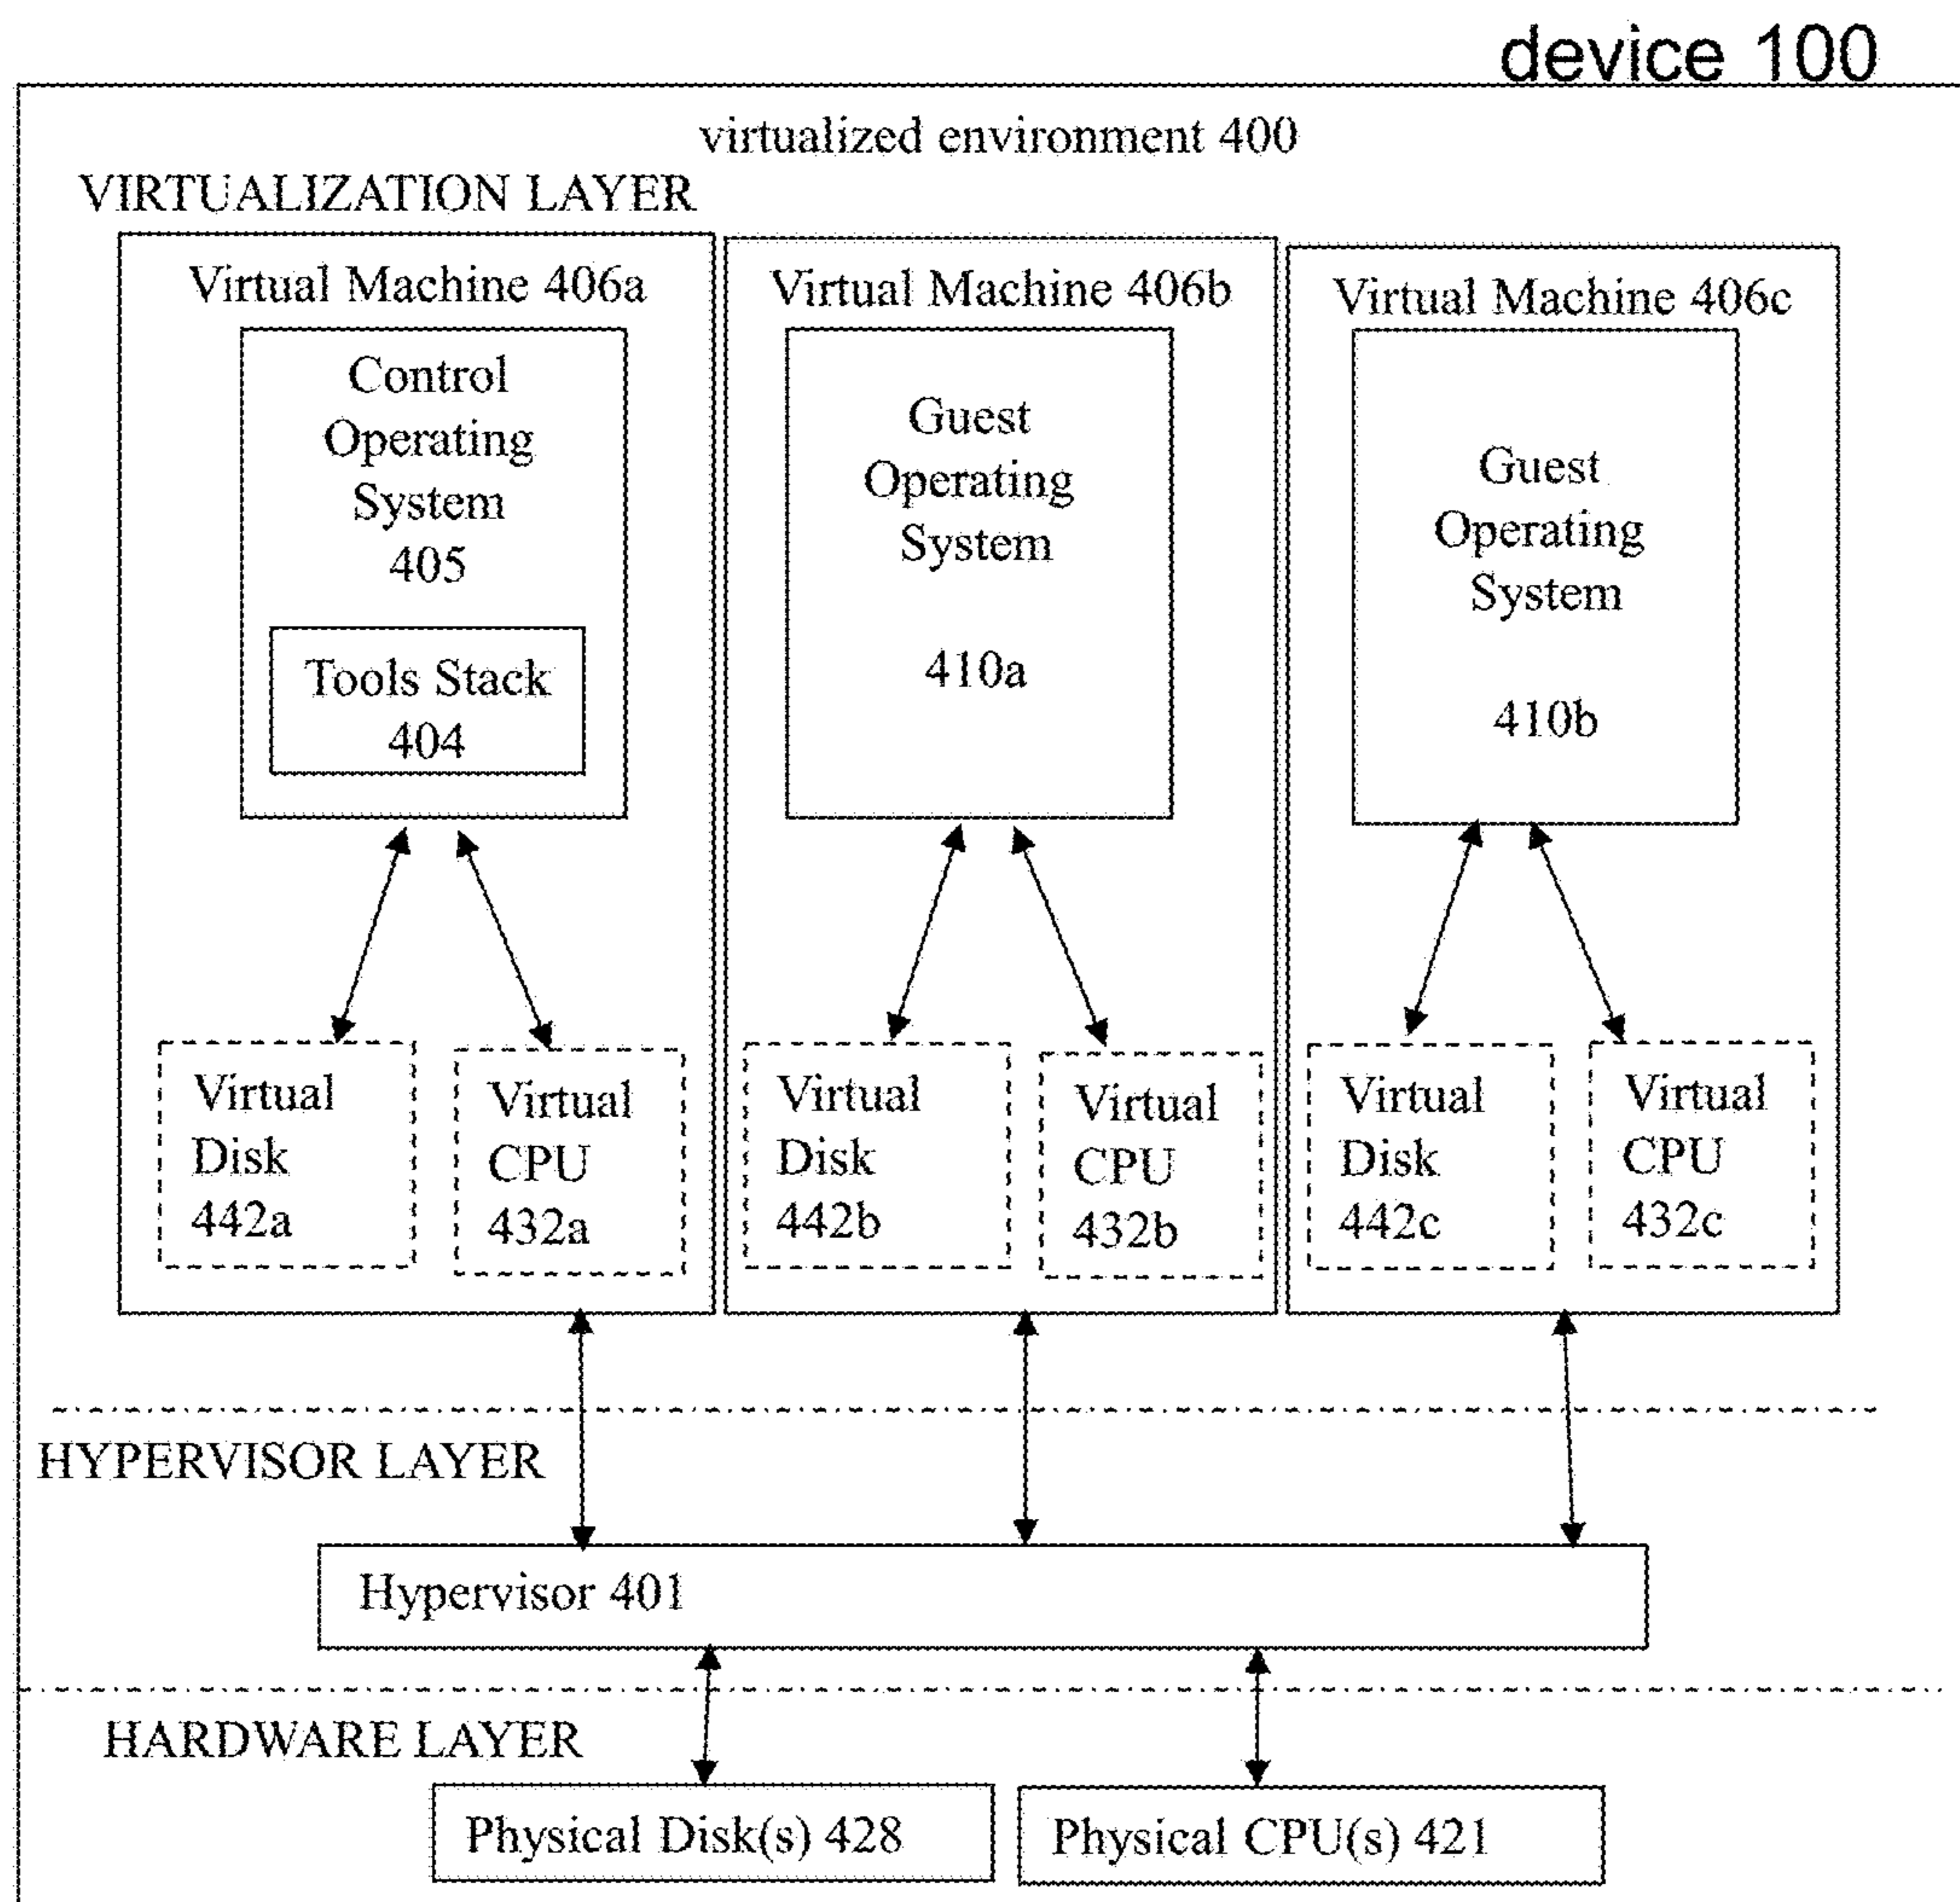 device 100
virtualized environment 400
VIRTUALIZATION LAYER
Virtual Machine 406a
Control
Operating
System
405
Tools Stack
404
Virtual
Disk
442a
Virtual
CPU
432a
Virtual Machine 406b
Guest
Operating
System
410a
Virtual
Disk
442b
Virtual
CPU
432b
Virtual Machine 406c
Guest
Operating
System
410b
Virtual
Disk
442c
Virtual
CPU
432c
HYPERVISOR LAYER
Hypervisor 401
HARDWARE LAYER
Physical Disk(s) 428
Physical CPU(s) 421